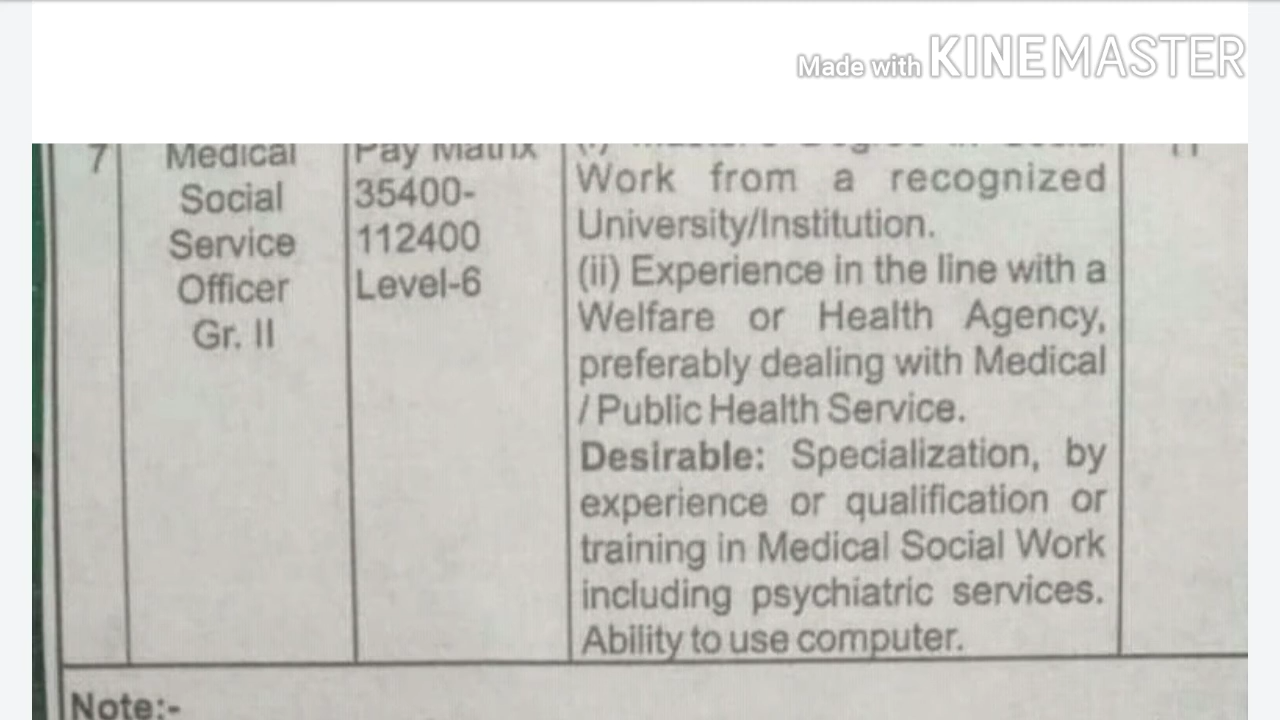 Made with KINEMASTER
7
Medical
Social
Service
Officer
Gr. II
Pay Matrix
35400-
112400
Level-6
Work from a recognized
University/Institution.
(ii) Experience in the line with a
Welfare or Health Agency,
preferably dealing with Medical
/ Public Health Service.
Desirable: Specialization, by
experience or qualification or
training in Medical Social Work
including psychiatric services.
Ability to use computer.
Note:-